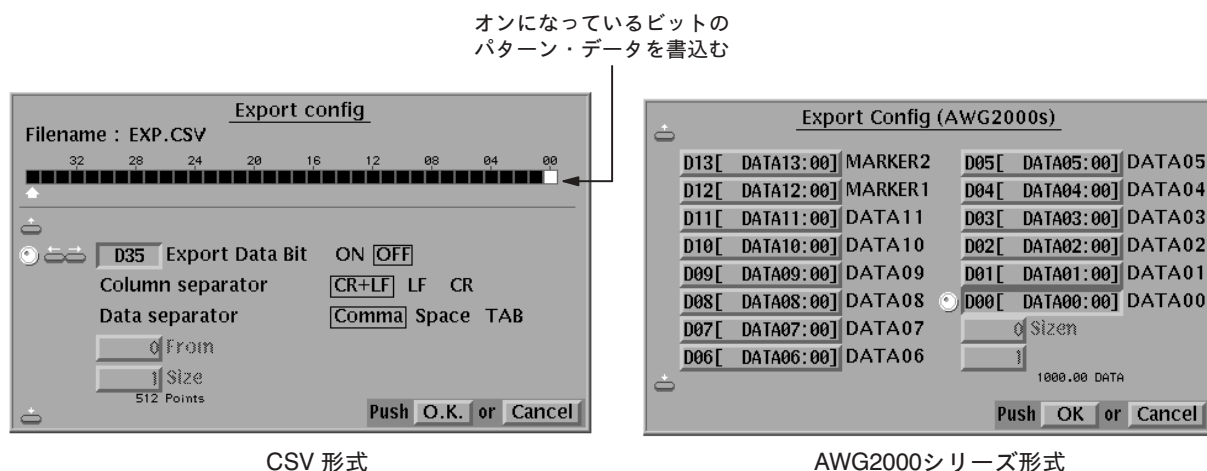 オンになっているビットの
パターン・データを書込む
Export config
Filename : EXP.CSV
32 28 24 20 16 12 08 04 00
D35 Export Data Bit ON OFF
Column separator CR+LF LF CR
Data separator Comma Space TAB
0 From
1 Size
512 Points
Push O.K. or Cancel
CSV 形式
Export Config (AWG2000s)
D13[ DATA13:00] MARKER2
D12[ DATA12:00] MARKER1
D11[ DATA11:00] DATA11
D10[ DATA10:00] DATA10
D09[ DATA09:00] DATA09
D08[ DATA08:00] DATA08
D07[ DATA07:00] DATA07
D06[ DATA06:00] DATA06
D05[ DATA05:00] DATA05
D04[ DATA04:00] DATA04
D03[ DATA03:00] DATA03
D02[ DATA02:00] DATA02
D01[ DATA01:00] DATA01
D00[ DATA00:00] DATA00
0 Sizen
1
1000.00 DATA
Push OK or Cancel
AWG2000シリーズ形式